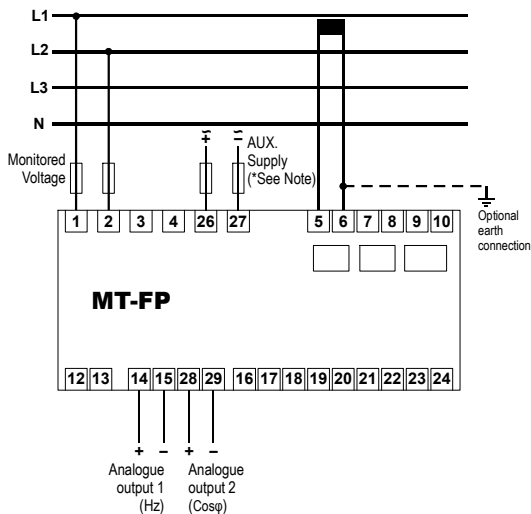 L1
L2
L3
N
Monitored
Voltage
+
–
AUX.
Supply
(*See Note)
1 2 3 4 26 27 5 6 7 8 9 10
Optional
earth
connection
MT-FP
12 13 14 15 28 29 16 17 18 19 20 21 22 23 24
+ – + –
Analogue
output 1
(Hz)
Analogue
output 2
(Cosφ)